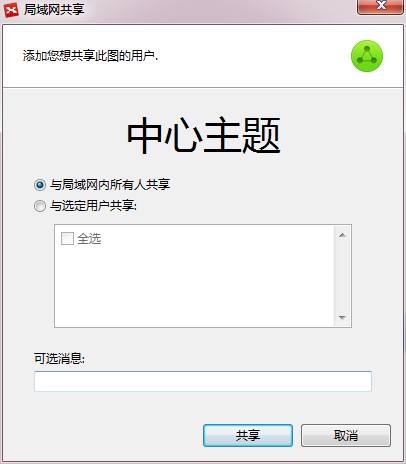 局域网共享
添加您想共享此图的用户.
中心主题
与局域网内所有人共享
与选定用户共享:
全选
可选消息:
共享
取消